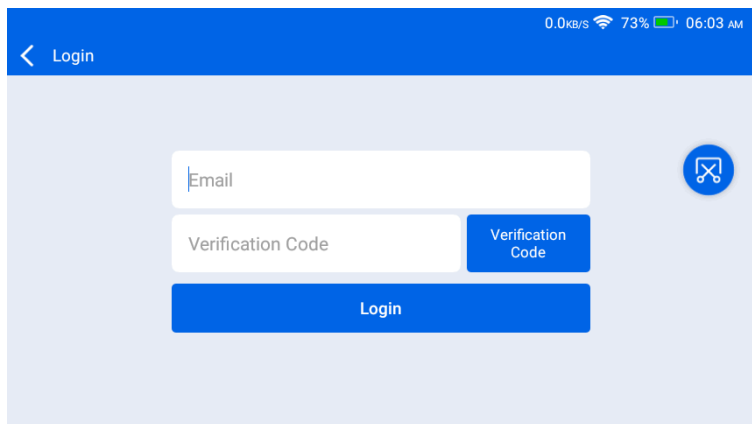 0.0KB/S 73% 06:03 AM
Login
Email
Verification Code
Verification
Code
Login